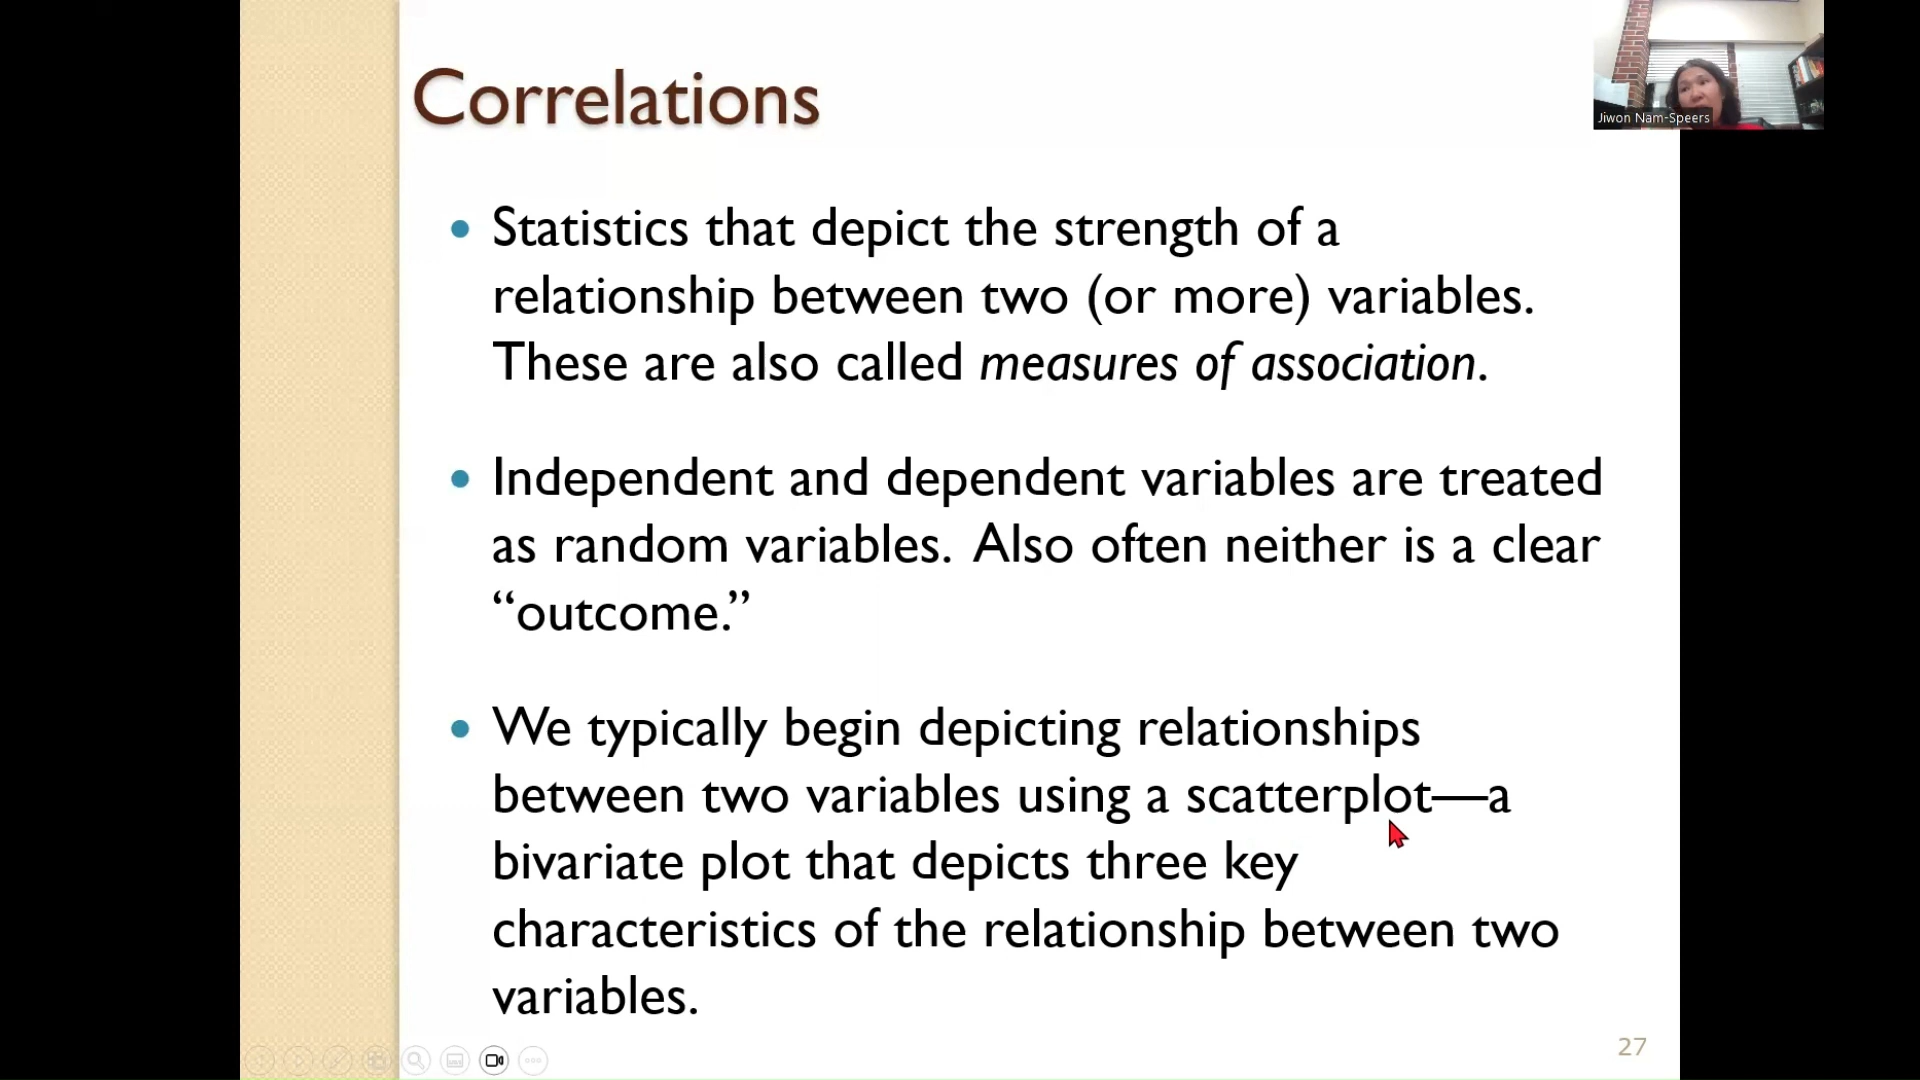 Correlations
Jiwon Nam-Speers
• Statistics that depict the strength of a
relationship between two (or more) variables.
These are also called measures of association.
• Independent and dependent variables are treated
as random variables.  Also often neither is a clear
“outcome.”
• We typically begin depicting relationships
between two variables using a scatterplot—a
bivariate plot that depicts three key
characteristics of the relationship between two
variables.
27